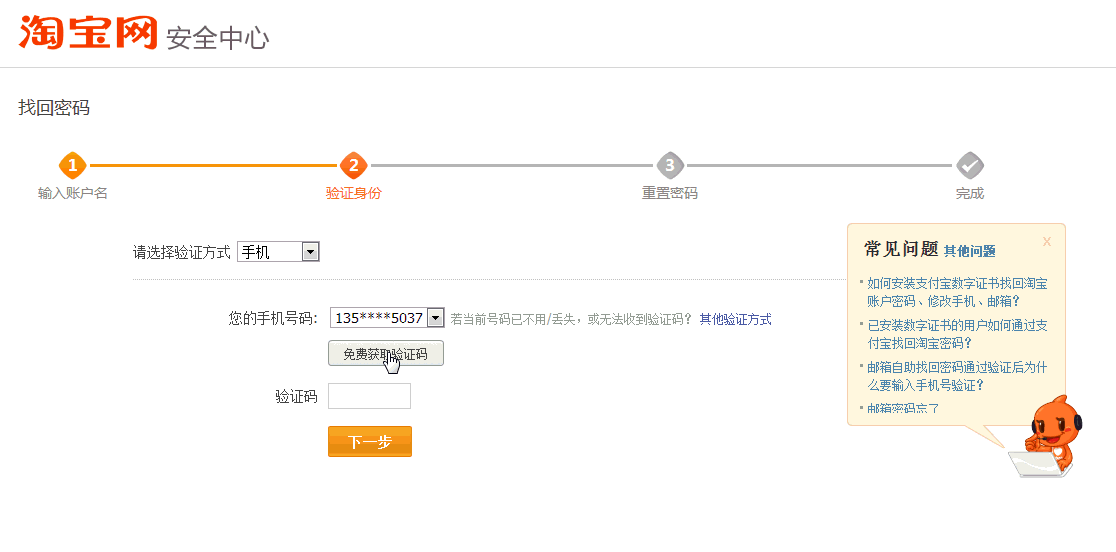 淘宝网 安全中心
找回密码
1 2 3
输入账户名 验证身份 重置密码 完成
请选择验证方式 手机
您的手机号码: 135****5037 若当前号码已不用/丢失，或无法收到验证码? 其他验证方式
免费获取验证码
验证码
下一步
常见问题 其他问题 x
如何安装支付宝数字证书找回淘宝
账户密码、修改手机、邮箱?
已安装数字证书的用户如何通过支
付宝找回淘宝密码?
邮箱自助找回密码通过验证后为什
么要输入手机号验证?
邮箱密码忘了